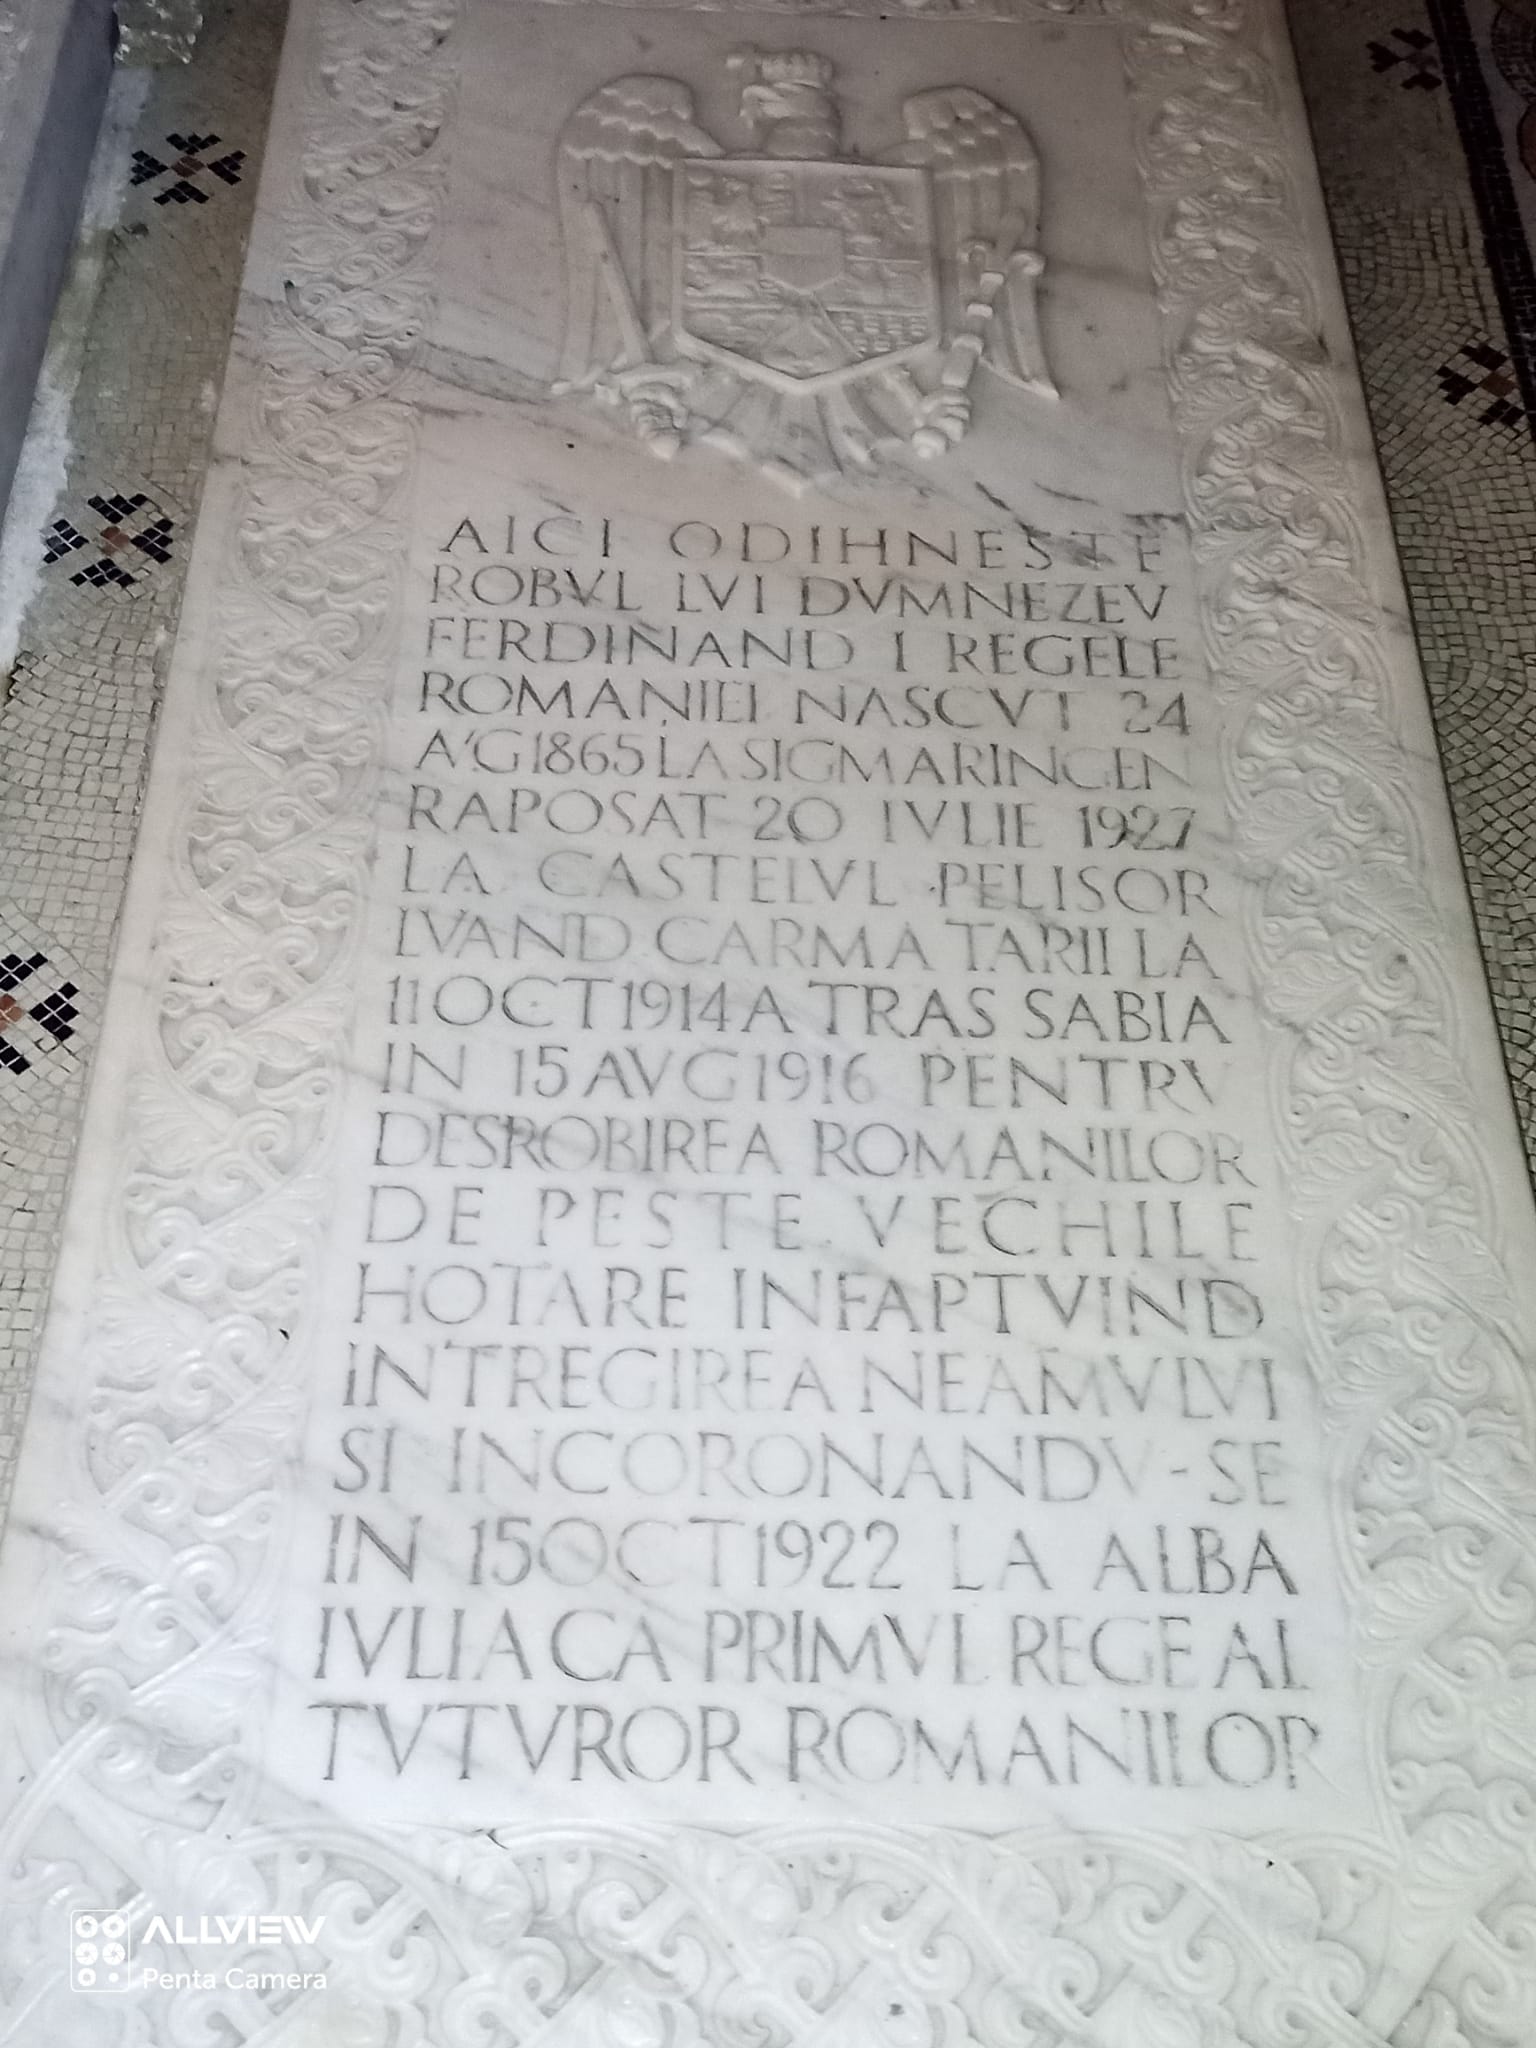 AICI ODIHNESTE
ROBVL LVI DVMNEZEV
FERDINAND I REGELE
ROMANIEI NASCVT 24
AVG 1865 LA SIGMARINGEN
RAPOSAT 20 IVLIE 1927
LA CASTELVL PELISOR
LVAND CARMA TARII LA
11 OCT 1914 A TRAS SABIA
IN 15 AVG 1916 PENTRV
DESROBIREA ROMANILOR
DE PESTE VECHILE
HOTARE INFAPTVIND
INTREGIREA NEAMVLVI
SI INCORONANDV-SE
IN 15 OCT 1922 LA ALBA
IVLIA CA PRIMVL REGE AL
TVTVROR ROMANILOR
ALLVIEW
Penta Camera